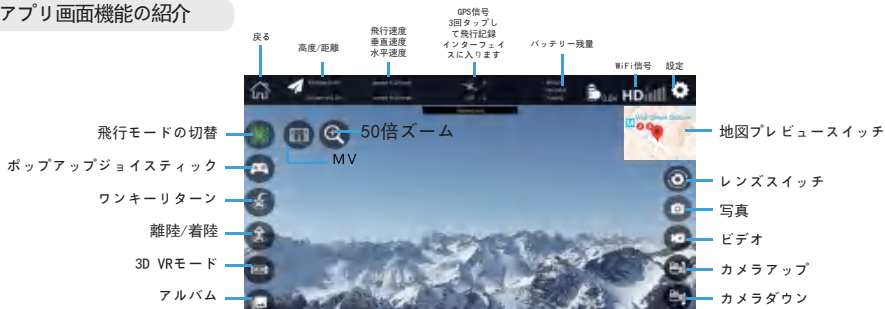 アプリ画面機能の紹介
戻る
高度/距離
飛行速度
垂直速度
水平速度
GPS信号
3回タップし
て飛行記録
インターフェイ
スに入ります
バッテリー残量
WiFi信号
設定
HD
飛行モードの切替
50倍ズーム
MV
地図プレビュースイッチ
ポップアップジョイスティック
レンズスイッチ
ワンキーリターン
写真
離陸/着陸
ビデオ
3D VRモード
カメラアップ
アルバム
カメラダウン